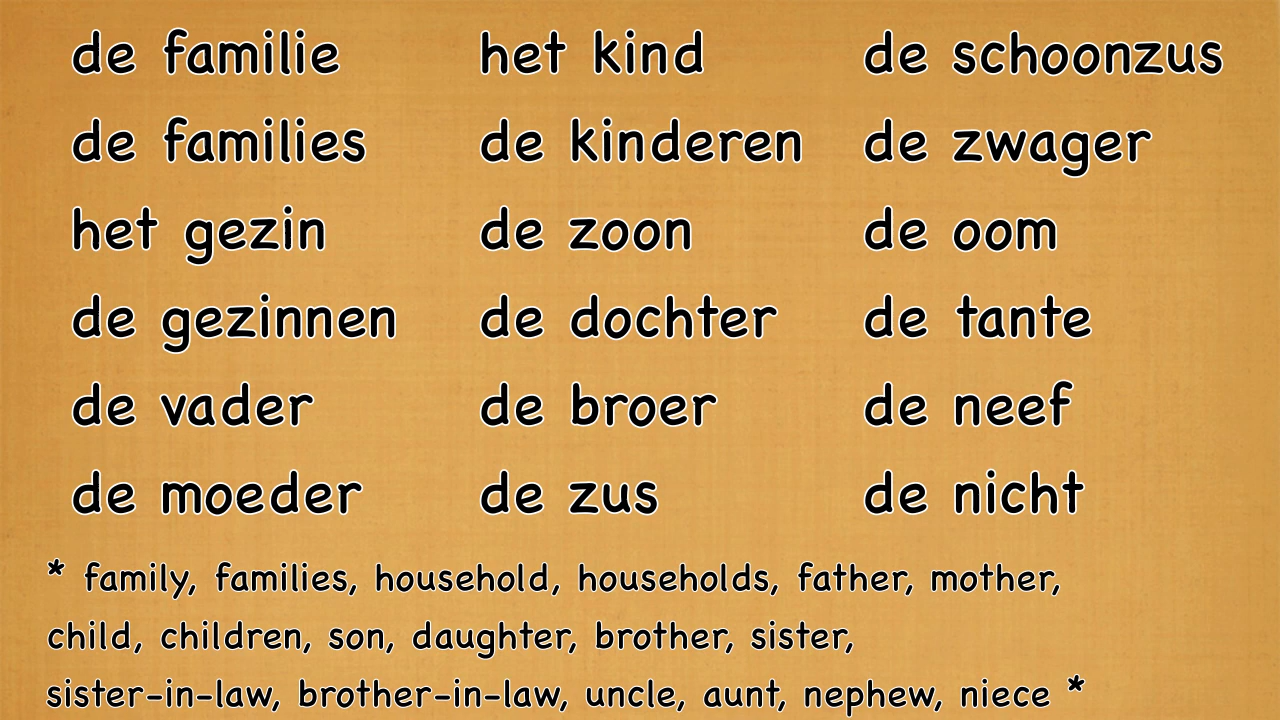 de familie
de families
het gezin
de gezinnen
de vader
de moeder
het kind
de kinderen
de zoon
de dochter
de broer
de zus
de schoonzus
de zwager
de oom
de tante
de neef
de nicht
* family, families, household, households, father, mother,
child, children, son, daughter, brother, sister,
sister-in-law, brother-in-law, uncle, aunt, nephew, niece *